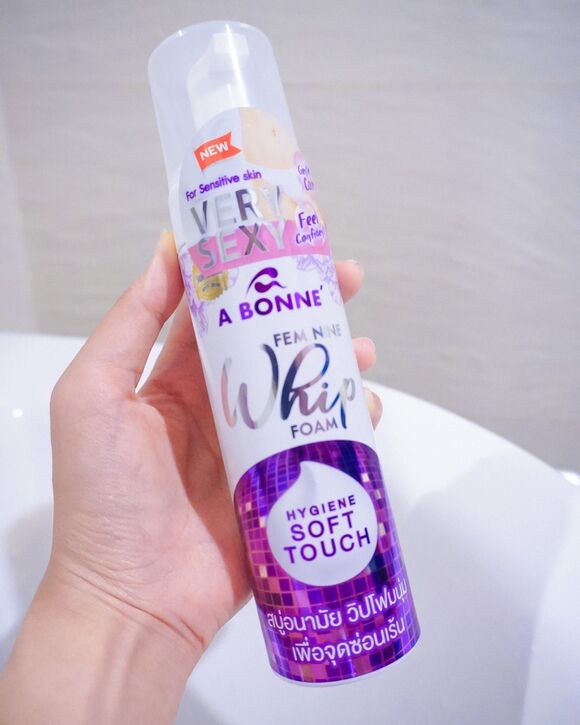 NEW
For Sensitive skin
VERY
SEXY
Feel
A BONNE'
FEMININE
Whip
FOAM
HYGIENE
SOFT
TOUCH
สบู่อนามัย วิปโฟมนุ่ม
เพื่อจุดซ่อนเร้น